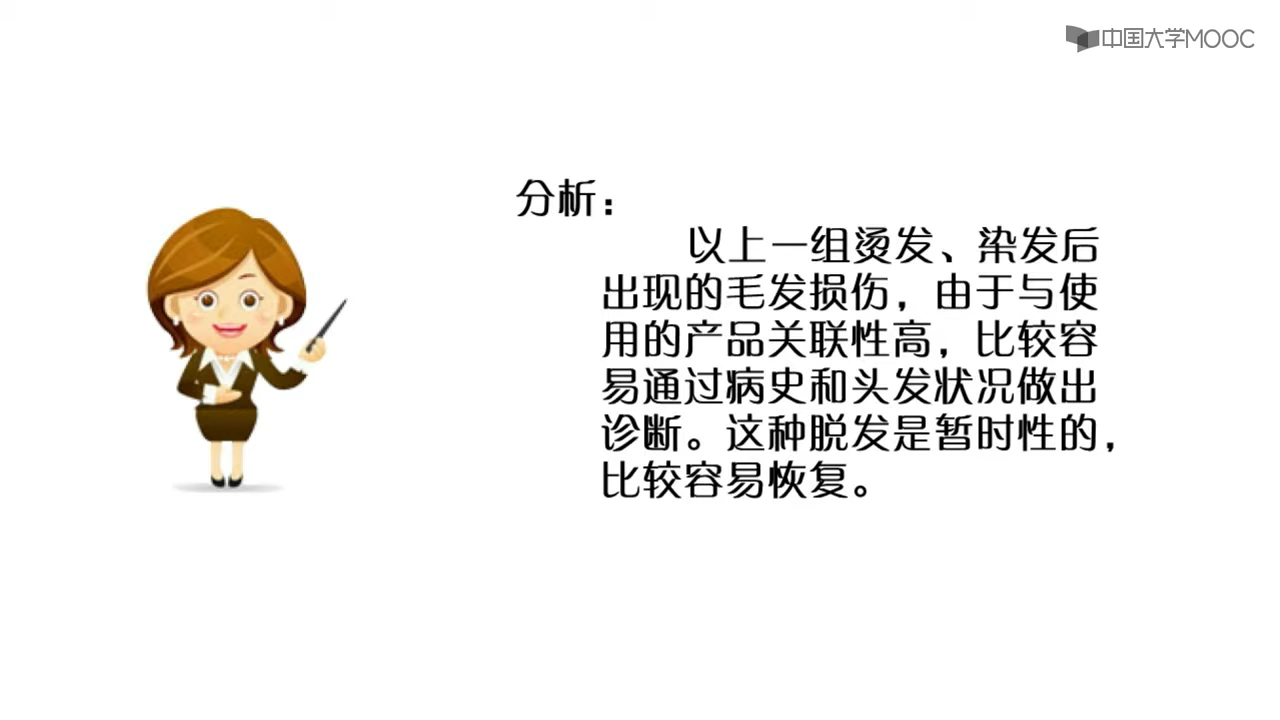 中国大学MOOC
分析：
以上一组烫发、染发后
出现的毛发损伤，由于与使
用的产品关联性高，比较容
易通过病史和头发状况做出
诊断。这种脱发是暂时性的，
比较容易恢复。